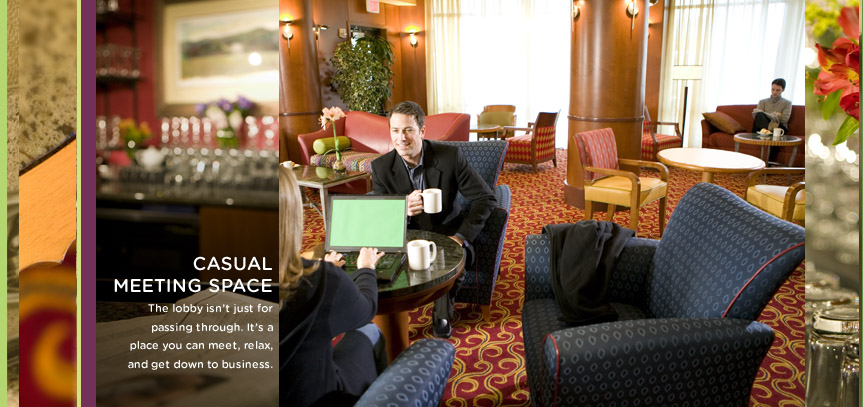 CASUAL
MEETING SPACE
The lobby isn't just for
passing through. It's a
place you can meet, relax,
and get down to business.